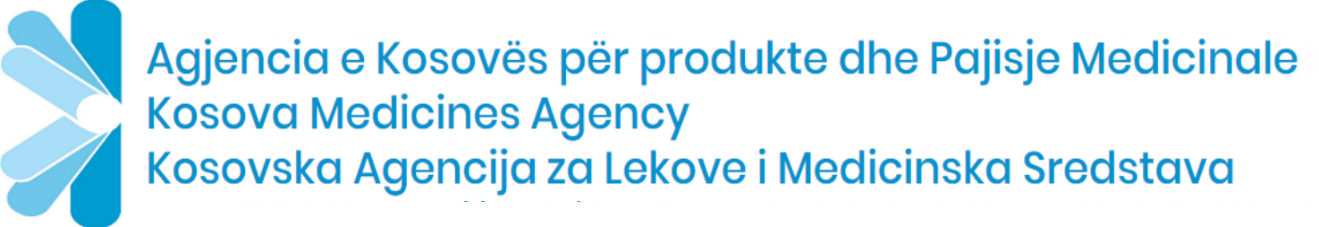 Agjencia e Kosovës për produkte dhe Pajisje Medicinale
Kosova Medicines Agency
Kosovska Agencija za Lekove i Medicinska Sredstava